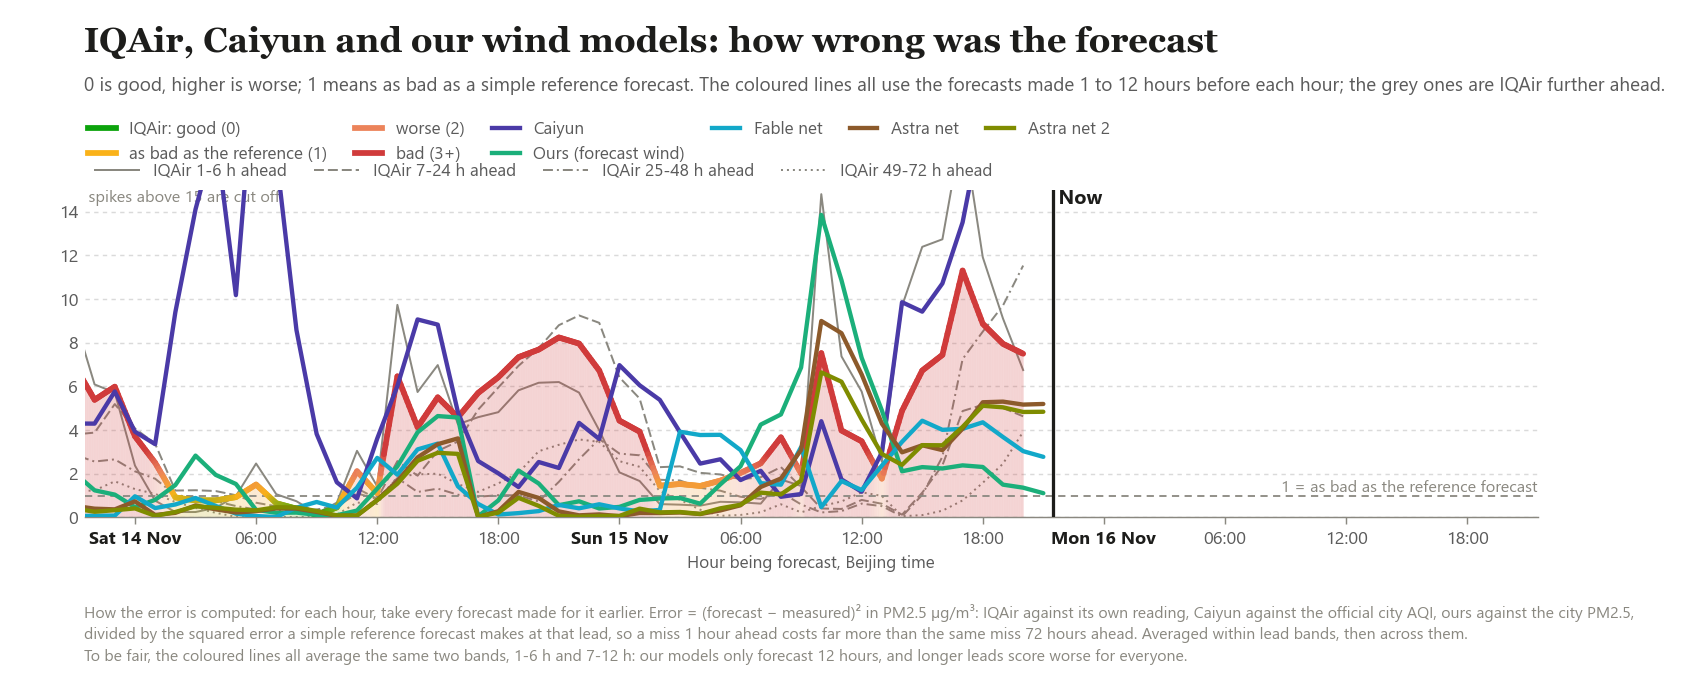 IQAir, Caiyun and our wind models: how wrong was the forecast
0 is good, higher is worse; 1 means as bad as a simple reference forecast. The coloured lines all use the forecasts made 1 to 12 hours before each hour; the grey ones are IQAir further ahead.
IQAir: good (0) worse (2) Caiyun Fable net Astra net Astra net 2
as bad as the reference (1) bad (3+) Ours (forecast wind)
IQAir 1-6 h ahead IQAir 7-24 h ahead IQAir 25-48 h ahead IQAir 49-72 h ahead
spikes above 15 are cut off
Now
14
12
10
8
6
4
2
1 = as bad as the reference forecast
0
Sat 14 Nov 06:00 12:00 18:00 Sun 15 Nov 06:00 12:00 18:00 Mon 16 Nov 06:00 12:00 18:00
Hour being forecast, Beijing time
How the error is computed: for each hour, take every forecast made for it earlier. Error = (forecast − measured)² in PM2.5 µg/m³: IQAir against its own reading, Caiyun against the official city AQI, ours against the city PM2.5,
divided by the squared error a simple reference forecast makes at that lead, so a miss 1 hour ahead costs far more than the same miss 72 hours ahead. Averaged within lead bands, then across them.
To be fair, the coloured lines all average the same two bands, 1-6 h and 7-12 h: our models only forecast 12 hours, and longer leads score worse for everyone.